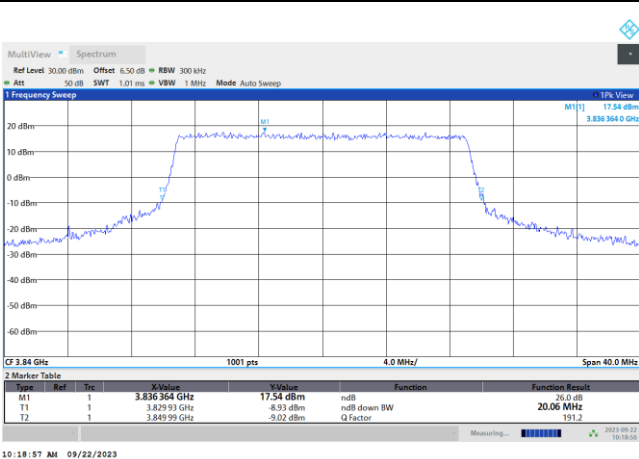 MultiView Spectrum
Ref Level 30.00 dBm Offset 6.50 dB RBW 300 kHz
Att 50 dB SWT 1.01 ms VBW 1 MHz Mode Auto Sweep
1 Frequency Sweep 1Pk View
M1[1] 17.54 dBm
3.836 364 0 GHz
M1
20 dBm
10 dBm
0 dBm
T1 T2
-10 dBm
-20 dBm
-30 dBm
-40 dBm
-50 dBm
-60 dBm
CF 3.84 GHz 1001 pts 4.0 MHz/ Span 40.0 MHz
2 Marker Table
Type Ref Trc X-Value Y-Value Function Function Result
M1 1 3.836 364 GHz 17.54 dBm ndB 26.0 dB
T1 1 3.829 93 GHz -8.93 dBm ndB down BW 20.06 MHz
T2 1 3.849 99 GHz -9.02 dBm Q Factor 191.2
Measuring... 2023-09-22
10:18:56
10:18:57 AM 09/22/2023